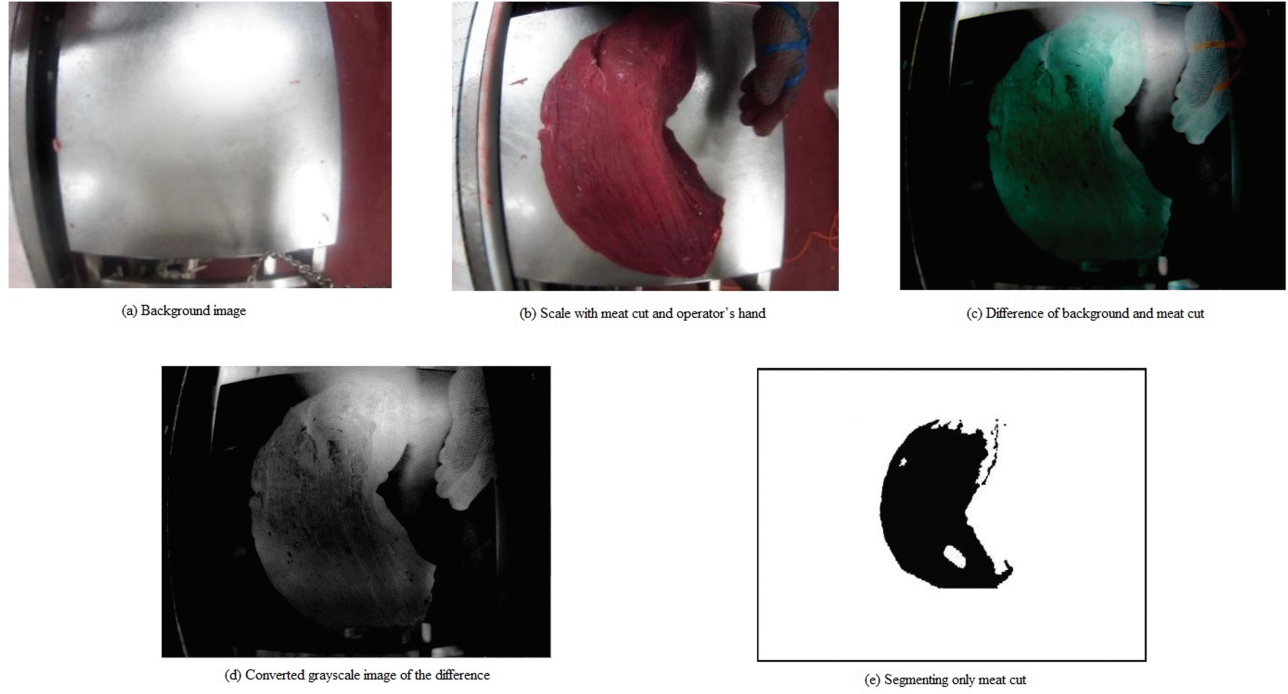 (a) Background image
(b) Scale with meat cut and operator's hand
(c) Difference of background and meat cut
(d) Converted grayscale image of the difference
(e) Segmenting only meat cut